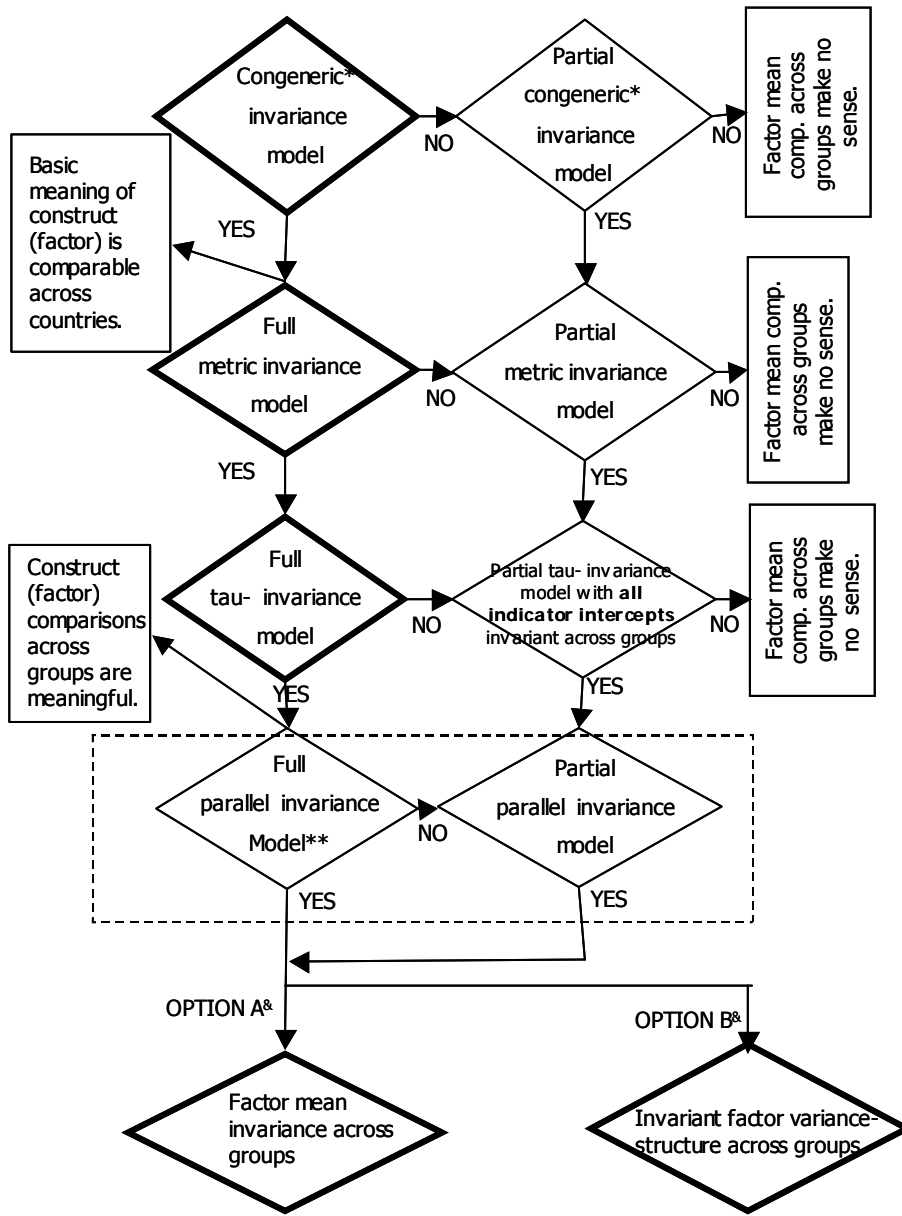 Congeneric*
invariance
model
NO
Partial
congeneric*
invariance
model
NO
Factor mean
comp. across
groups make no
sense.
Basic
meaning of
construct
(factor) is
comparable
across
countries.
YES
YES
Full
metric invariance
model
NO
Partial
metric invariance
model
NO
Factor mean comp.
across groups
make no sense.
YES
YES
Construct
(factor)
comparisons
across
groups are
meaningful.
Full
tau- invariance
model
NO
Partial tau- invariance
model with all
indicator intercepts
invariant across groups
NO
Factor mean
comp. across
groups make
no sense.
YES
YES
Full
parallel invariance
Model**
NO
Partial
parallel invariance
model
YES
YES
OPTION A&
OPTION B&
Factor mean
invariance across
groups
Invariant factor variance-
structure across groups